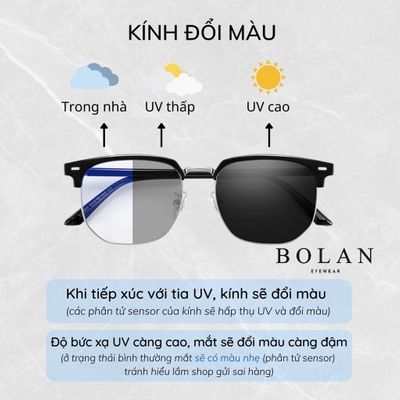 KÍNH ĐỔI MÀU
Trong nhà
UV thấp
UV cao
BOLAN
EYEWEAR
Khi tiếp xúc với tia UV, kính sẽ đổi màu
(các phân tử sensor của kính sẽ hấp thụ UV và đổi màu)
Độ bức xạ UV càng cao, mắt sẽ đổi màu càng đậm
(ở trạng thái bình thường mắt sẽ có màu nhẹ (phân tử sensor)
tránh hiểu lầm shop gửi sai hàng)